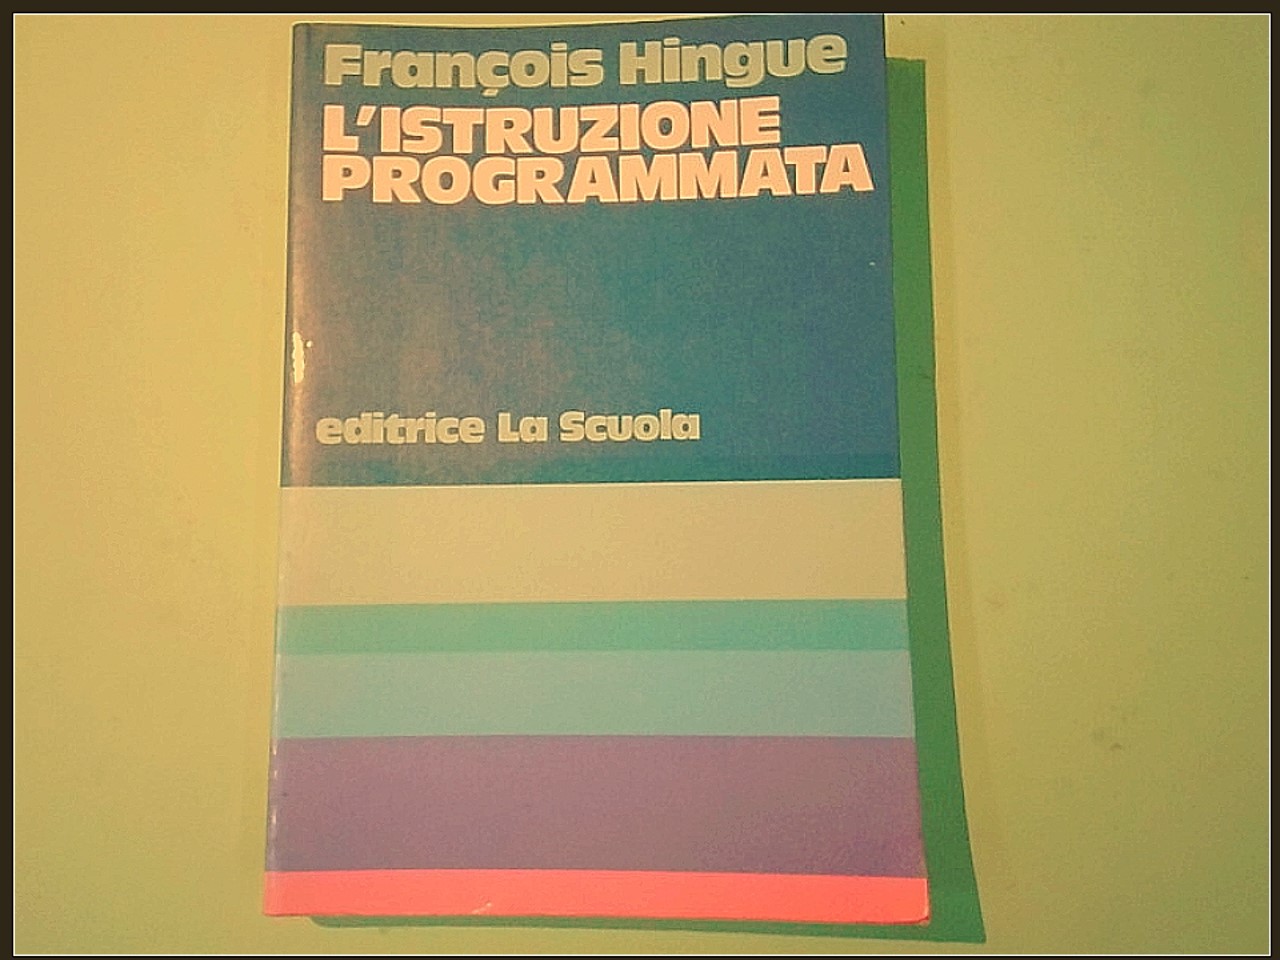 François Hingue
L'ISTRUZIONE
PROGRAMMATA
editrice La Scuola